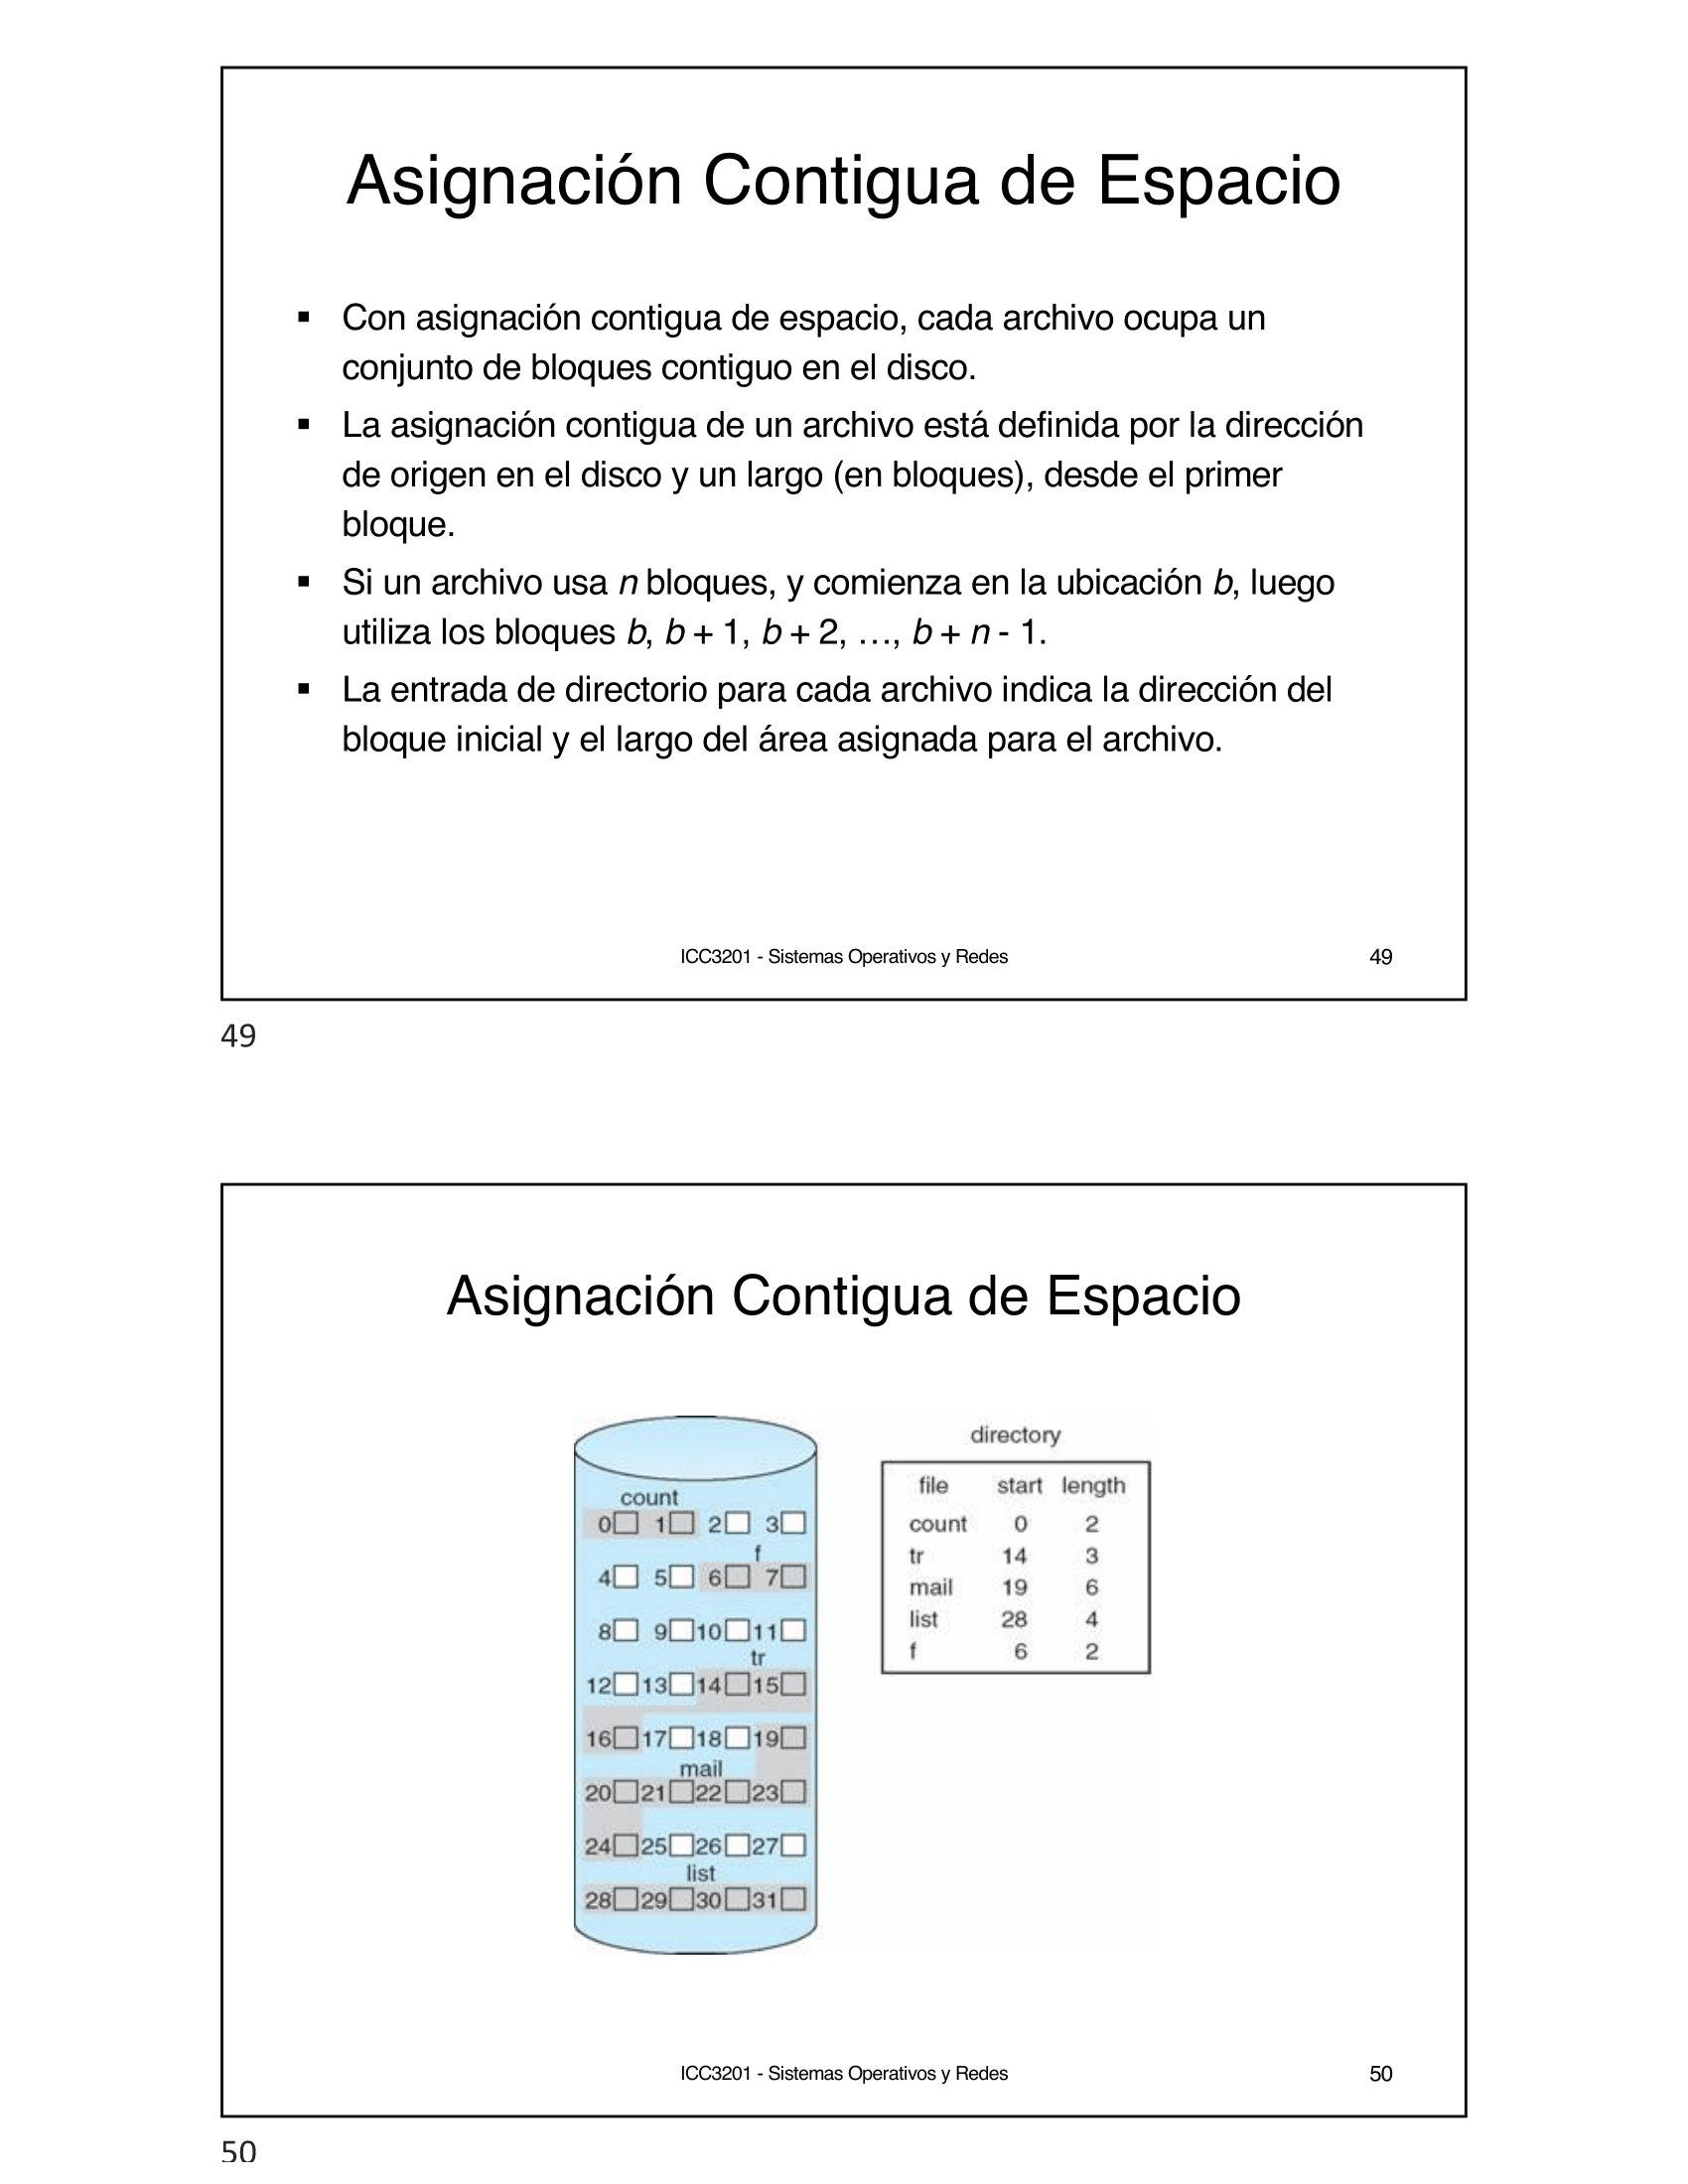 Asignación Contigua de Espacio
▪ Con asignación contigua de espacio, cada archivo ocupa un
conjunto de bloques contiguo en el disco.
▪ La asignación contigua de un archivo está definida por la dirección
de origen en el disco y un largo (en bloques), desde el primer
bloque.
▪ Si un archivo usa n bloques, y comienza en la ubicación b, luego
utiliza los bloques b, b + 1, b + 2, …, b + n - 1.
▪ La entrada de directorio para cada archivo indica la dirección del
bloque inicial y el largo del área asignada para el archivo.
ICC3201 - Sistemas Operativos y Redes 49
49
Asignación Contigua de Espacio
count
0 1 2 3
f
4 5 6 7
8 9 10 11
tr
12 13 14 15
16 17 18 19
mail
20 21 22 23
24 25 26 27
list
28 29 30 31
directory
file start length
count 0 2
tr 14 3
mail 19 6
list 28 4
f 6 2
ICC3201 - Sistemas Operativos y Redes 50
50